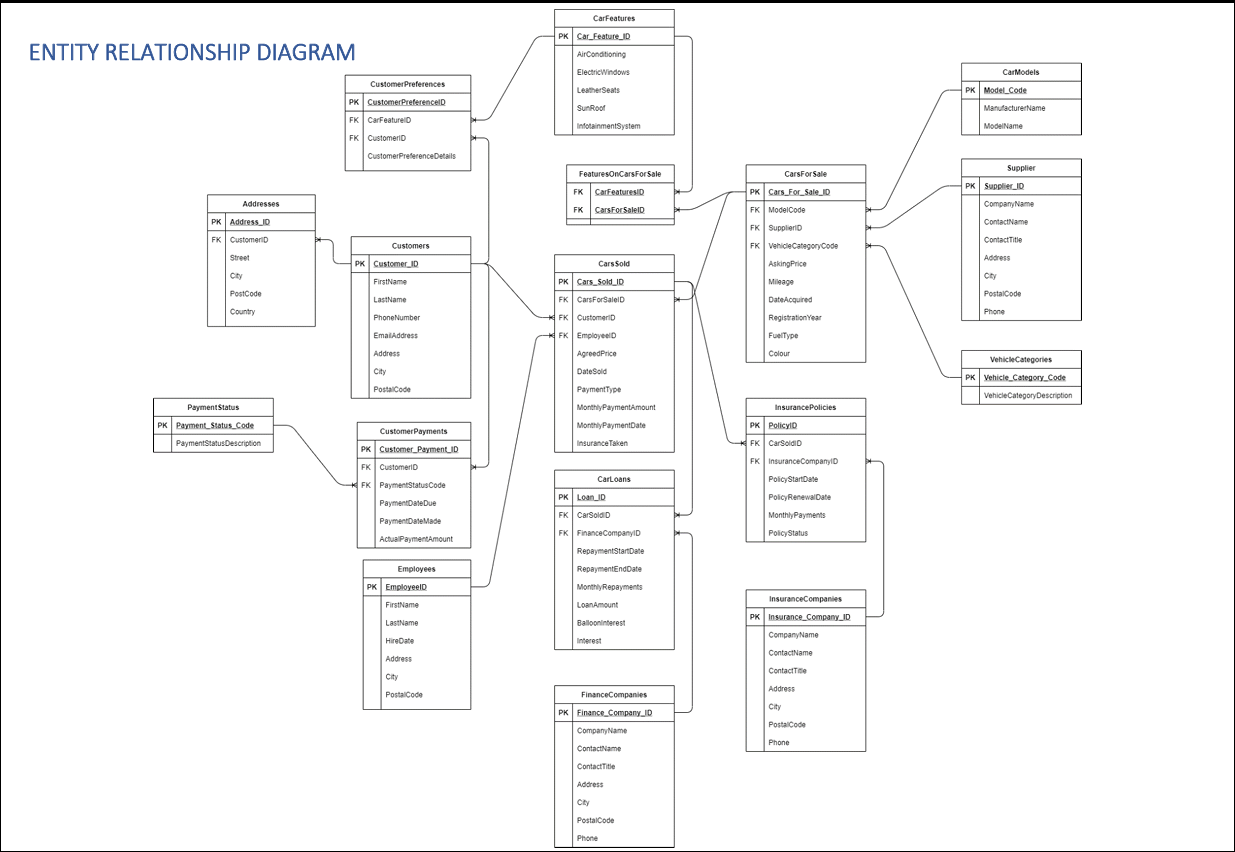 ENTITY RELATIONSHIP DIAGRAM
CarFeatures
PK Car_Feature_ID
AirConditioning
ElectricWindows
LeatherSeats
SunRoof
InfotainmentSystem
CustomerPreferences
PK CustomerPreferenceID
FK CarFeatureID
FK CustomerID
CustomerPreferenceDetails
CarModels
PK Model_Code
ManufacturerName
ModelName
FeaturesOnCarsForSale
FK CarFeaturesID
FK CarsForSaleID
CarsForSale
PK Cars_For_Sale_ID
FK ModelCode
FK SupplierID
FK VehicleCategoryCode
AskingPrice
Mileage
DateAcquired
RegistrationYear
FuelType
Colour
Supplier
PK Supplier_ID
CompanyName
ContactName
ContactTitle
Address
City
PostalCode
Phone
Addresses
PK Address_ID
FK CustomerID
Street
City
PostCode
Country
Customers
PK Customer_ID
FirstName
LastName
PhoneNumber
EmailAddress
Address
City
PostalCode
CarsSold
PK Cars_Sold_ID
FK CarsForSaleID
FK CustomerID
FK EmployeeID
AgreedPrice
DateSold
PaymentType
MonthlyPaymentAmount
MonthlyPaymentDate
InsuranceTaken
VehicleCategories
PK Vehicle_Category_Code
VehicleCategoryDescription
PaymentStatus
PK Payment_Status_Code
PaymentStatusDescription
CustomerPayments
PK Customer_Payment_ID
FK CustomerID
FK PaymentStatusCode
PaymentDateDue
PaymentDateMade
ActualPaymentAmount
InsurancePolicies
PK PolicyID
FK CarSoldID
FK InsuranceCompanyID
PolicyStartDate
PolicyRenewalDate
MonthlyPayments
PolicyStatus
CarLoans
PK Loan_ID
FK CarSoldID
FK FinanceCompanyID
RepaymentStartDate
RepaymentEndDate
MonthlyRepayments
LoanAmount
BalloonInterest
Interest
Employees
PK EmployeeID
FirstName
LastName
HireDate
Address
City
PostalCode
InsuranceCompanies
PK Insurance_Company_ID
CompanyName
ContactName
ContactTitle
Address
City
PostalCode
Phone
FinanceCompanies
PK Finance_Company_ID
CompanyName
ContactName
ContactTitle
Address
City
PostalCode
Phone